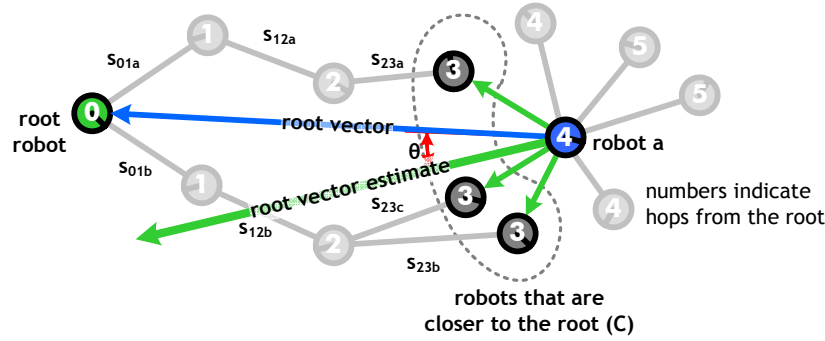 1
s12a
s01a
2
s23a
3
4
5
5
0
root
robot
root vector
θ
4
robot a
s01b
1
root vector estimate
s12b
2
s23c
3
3
s23b
4
numbers indicate
hops from the root
robots that are
closer to the root (C)